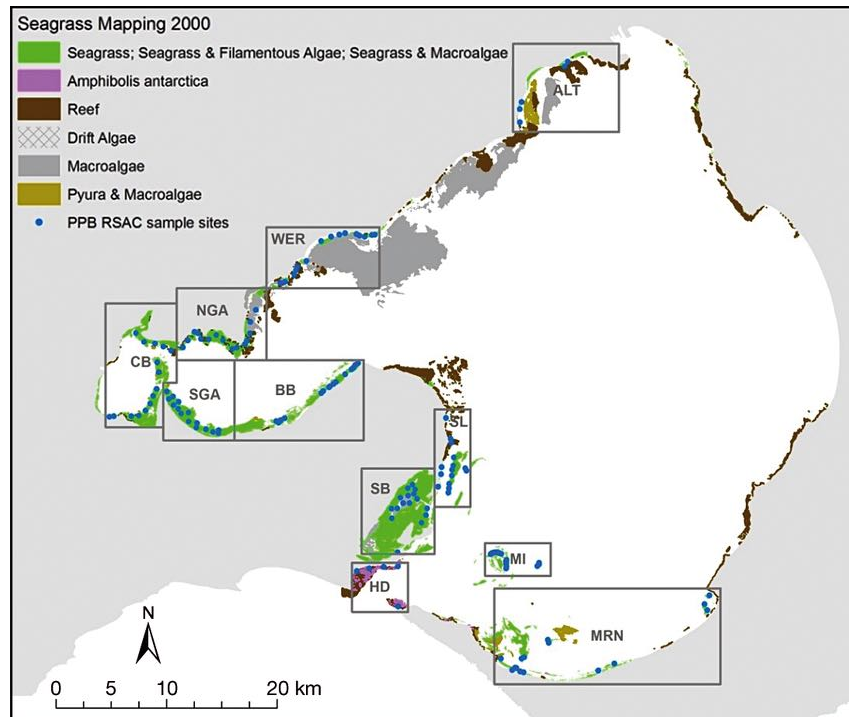 Seagrass Mapping 2000
Seagrass; Seagrass & Filamentous Algae; Seagrass & Macroalgae
Amphibolis antarctica
Reef
Drift Algae
Macroalgae
Pyura & Macroalgae
PPB RSAC sample sites
ALT
WER
NGA
CB
SGA
BB
SL
SB
MI
HD
MRN
N
0 5 10 20 km